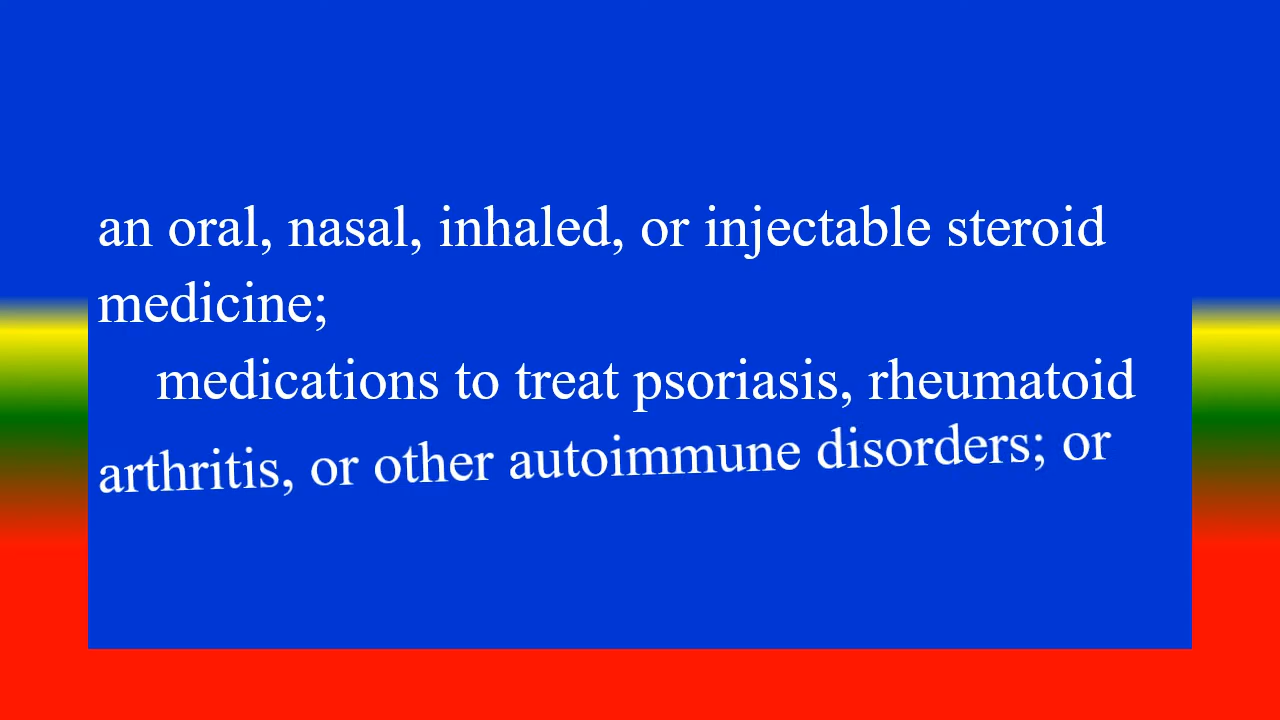 an oral, nasal, inhaled, or injectable steroid
medicine;
medications to treat psoriasis, rheumatoid
arthritis, or other autoimmune disorders; or